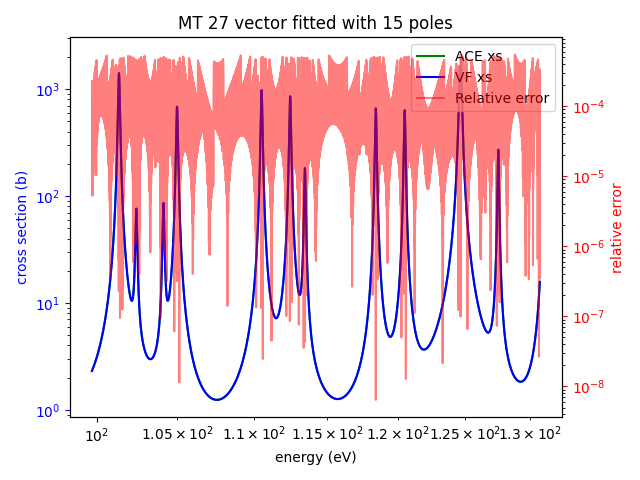 MT 27 vector fitted with 15 poles
ACE xs
VF xs
Relative error
10³
10²
10¹
10⁰
cross section (b)
10⁻⁴
10⁻⁵
10⁻⁶
10⁻⁷
10⁻⁸
relative error
10² 1.05 × 10² 1.1 × 10² 1.15 × 10² 1.2 × 10² 1.25 × 10² 1.3 × 10²
energy (eV)